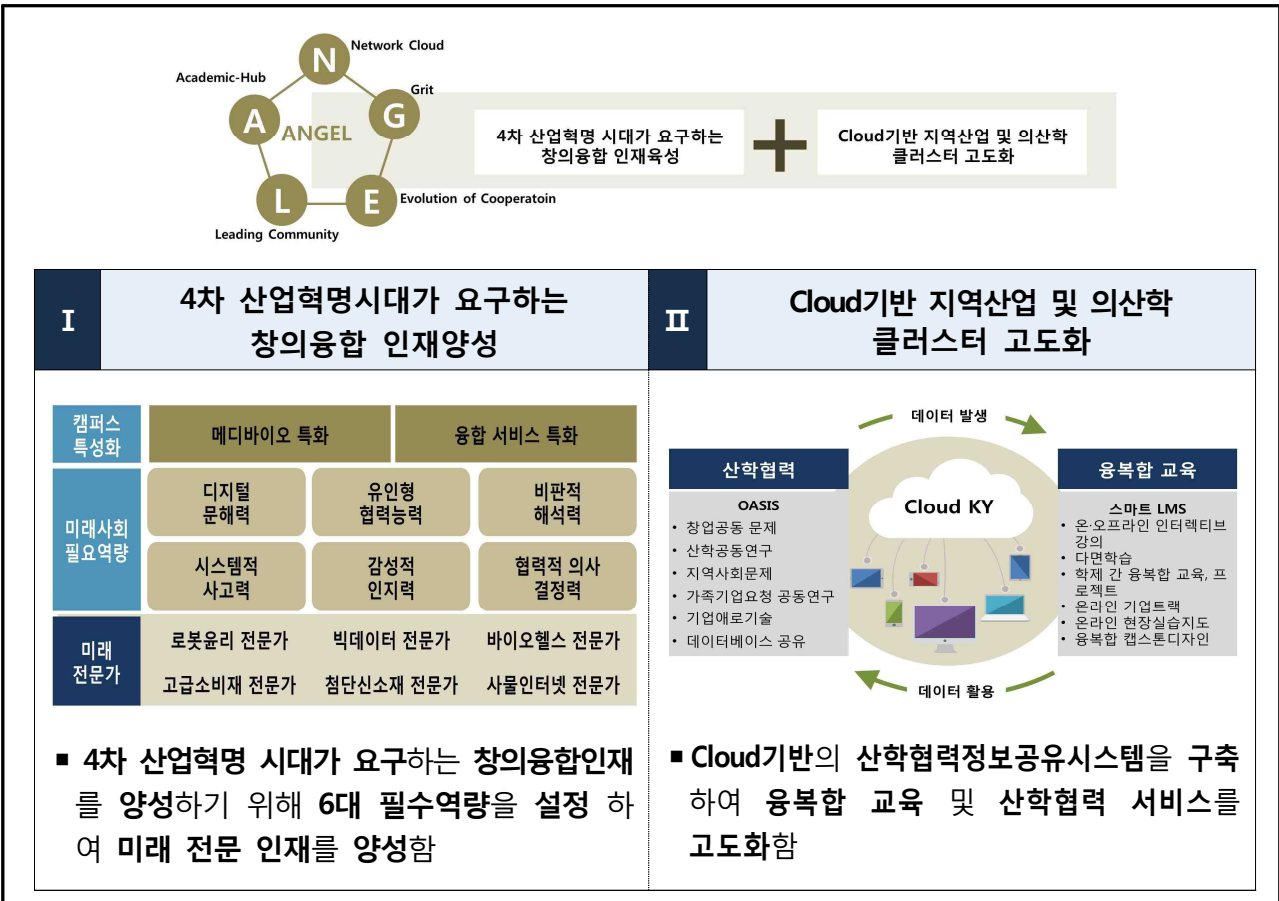 Network Cloud
N
Academic-Hub
Grit
A
ANGEL
G
4차 산업혁명 시대가 요구하는
창의융합 인재육성
Cloud기반 지역산업 및 의산학
클러스터 고도화
L
E
Evolution of Cooperatoin
Leading Community
I
4차 산업혁명시대가 요구하는
창의융합 인재양성
II
Cloud기반 지역산업 및 의산학
클러스터 고도화
캠퍼스
특성화
메디바이오 특화
융합 서비스 특화
미래사회
필요역량
디지털
문해력
유인형
협력능력
비판적
해석력
시스템적
사고력
감성적
인지력
협력적 의사
결정력
미래
전문가
로봇윤리 전문가
빅데이터 전문가
바이오헬스 전문가
고급소비재 전문가
첨단신소재 전문가
사물인터넷 전문가
■ 4차 산업혁명 시대가 요구하는 창의융합인재
를 양성하기 위해 6대 필수역량을 설정 하
여 미래 전문 인재를 양성함
데이터 발생
산학협력
OASIS
• 창업공동 문제
• 산학공동연구
• 지역사회문제
• 가족기업요청 공동연구
• 기업애로기술
• 데이터베이스 공유
Cloud KY
융복합 교육
스마트 LMS
• 온·오프라인 인터렉티브
강의
• 다면학습
• 학제 간 융복합 교육, 프
로젝트
• 온라인 기업트랙
• 온라인 현장실습지도
• 융복합 캡스톤디자인
데이터 활용
■ Cloud기반의 산학협력정보공유시스템을 구축
하여 융복합 교육 및 산학협력 서비스를
고도화함